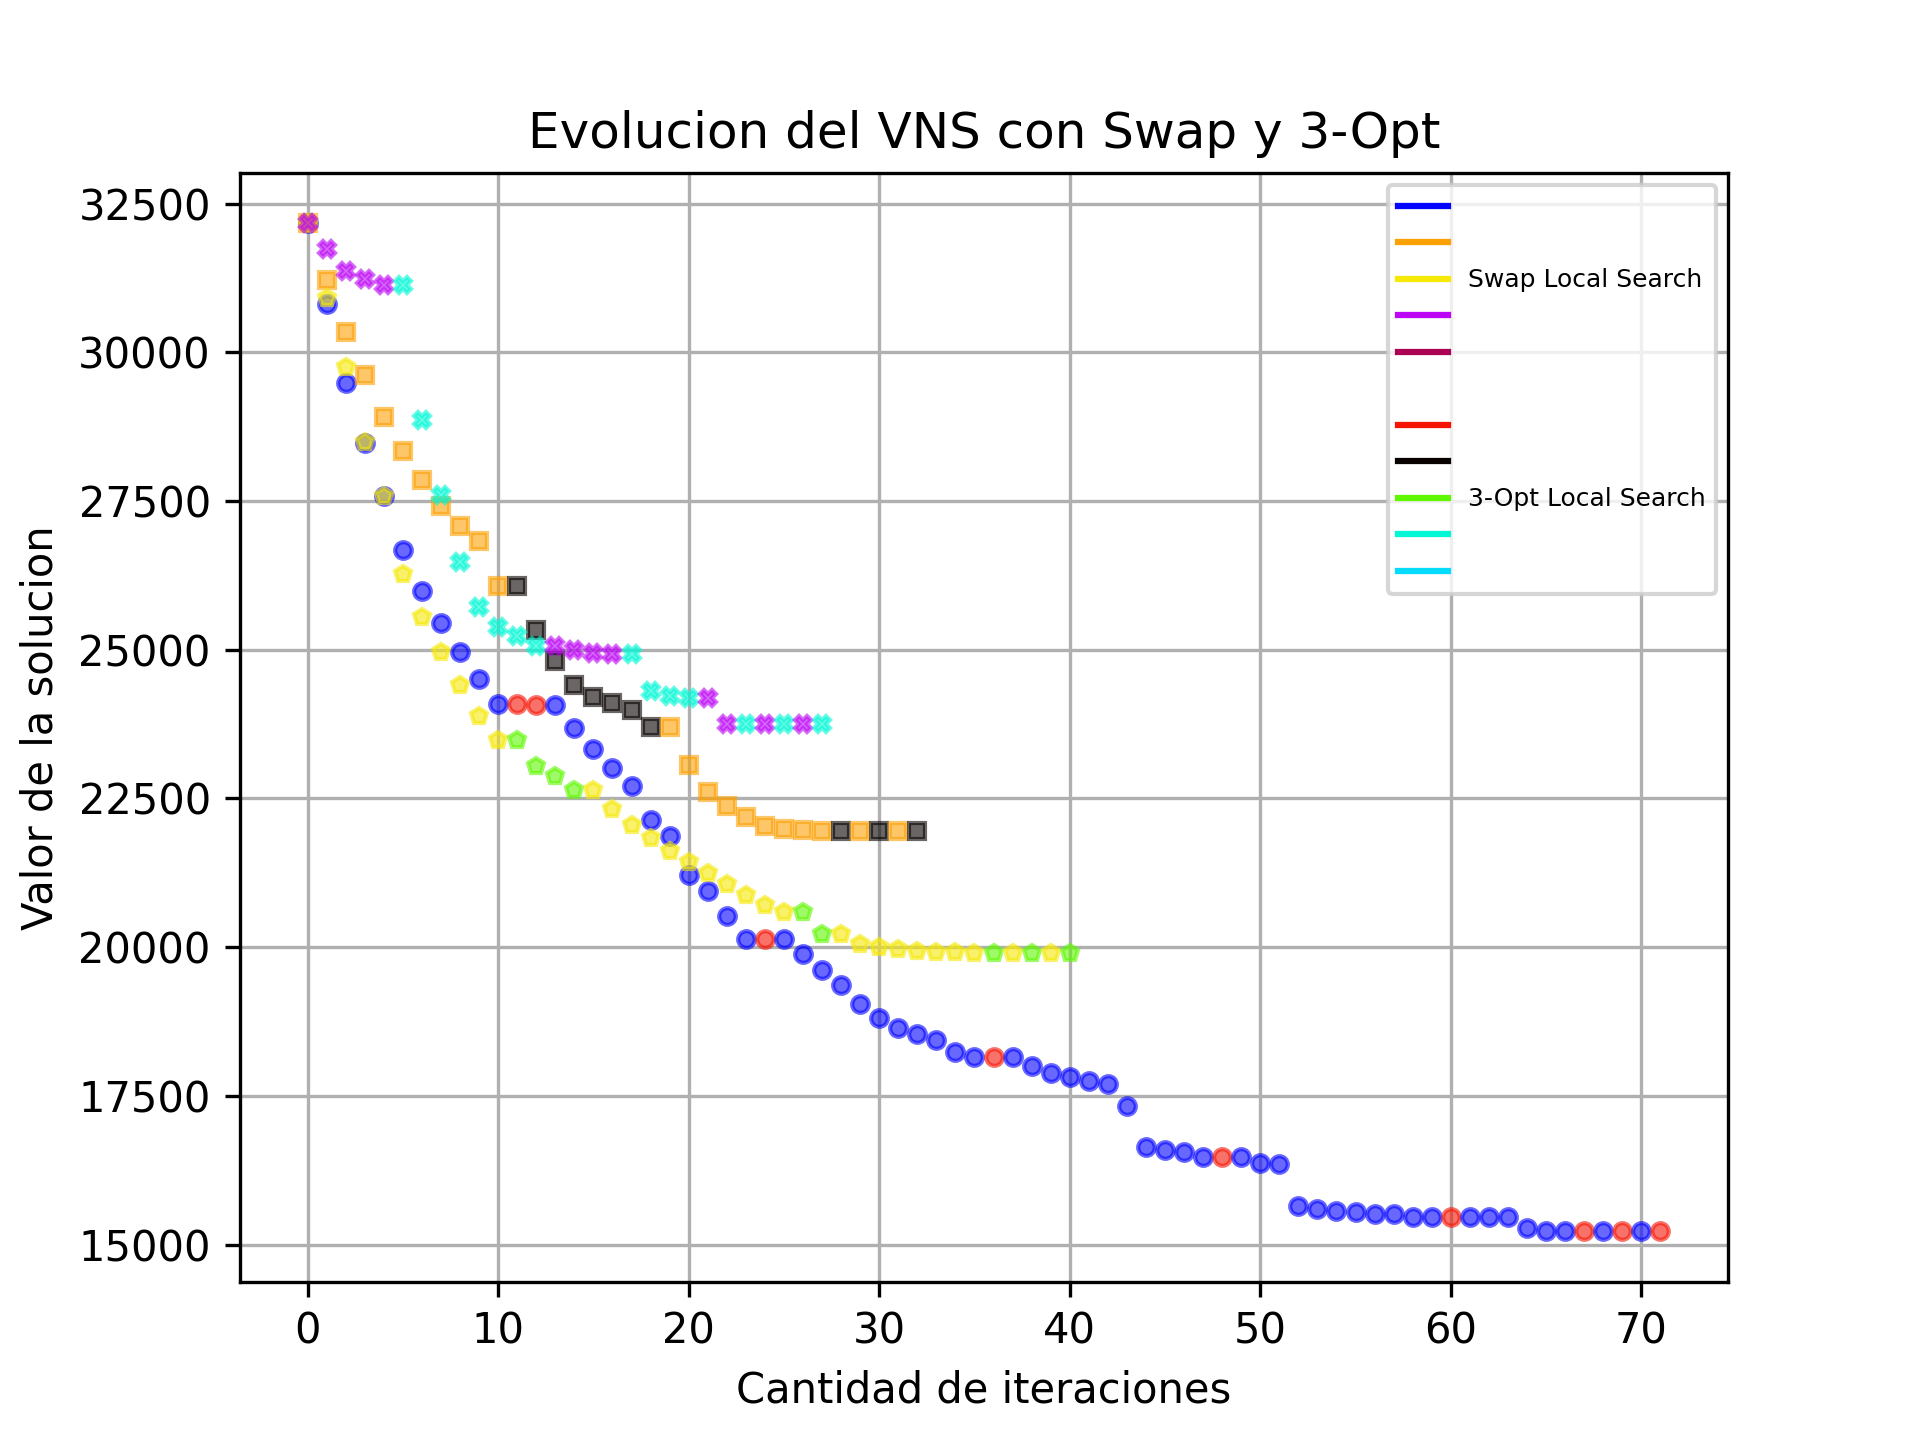 Evolucion del VNS con Swap y 3-Opt
32500
30000
27500
25000
22500
20000
17500
15000
Valor de la solucion
Swap Local Search
3-Opt Local Search
0 10 20 30 40 50 60 70
Cantidad de iteraciones